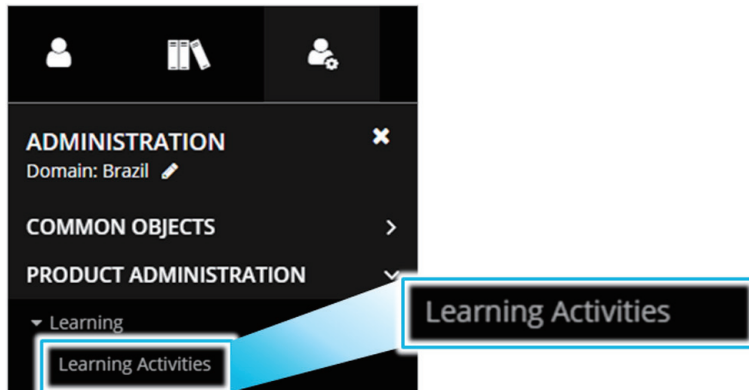 ADMINISTRATION
Domain: Brazil
COMMON OBJECTS
PRODUCT ADMINISTRATION
Learning
Learning Activities
Learning Activities